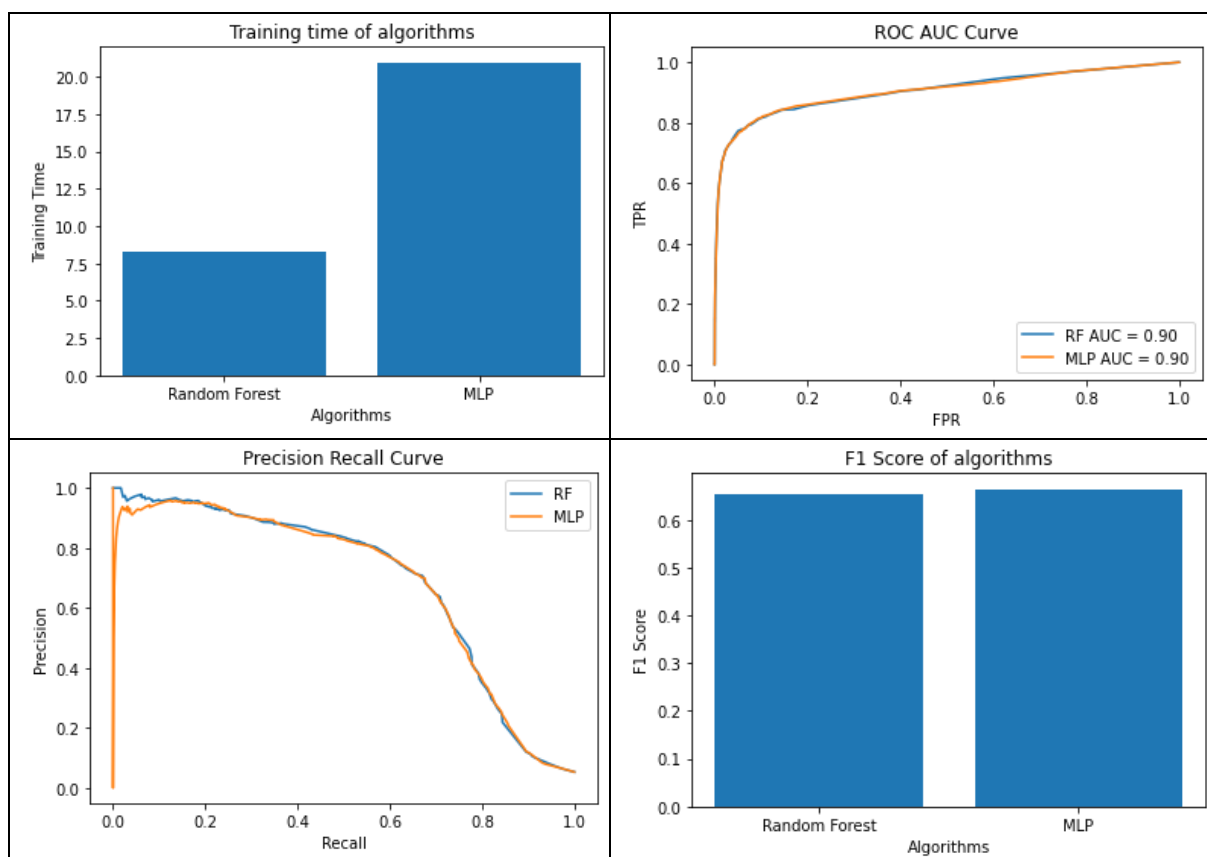 Training time of algorithms
20.0
17.5
15.0
12.5
10.0
7.5
5.0
2.5
0.0
Training Time
Random Forest MLP
Algorithms
ROC AUC Curve
1.0
0.8
0.6
0.4
0.2
0.0
TPR
RF AUC = 0.90
MLP AUC = 0.90
0.0 0.2 0.4 0.6 0.8 1.0
FPR
Precision Recall Curve
1.0
0.8
0.6
0.4
0.2
0.0
Precision
RF
MLP
0.0 0.2 0.4 0.6 0.8 1.0
Recall
F1 Score of algorithms
0.6
0.5
0.4
0.3
0.2
0.1
0.0
F1 Score
Random Forest MLP
Algorithms